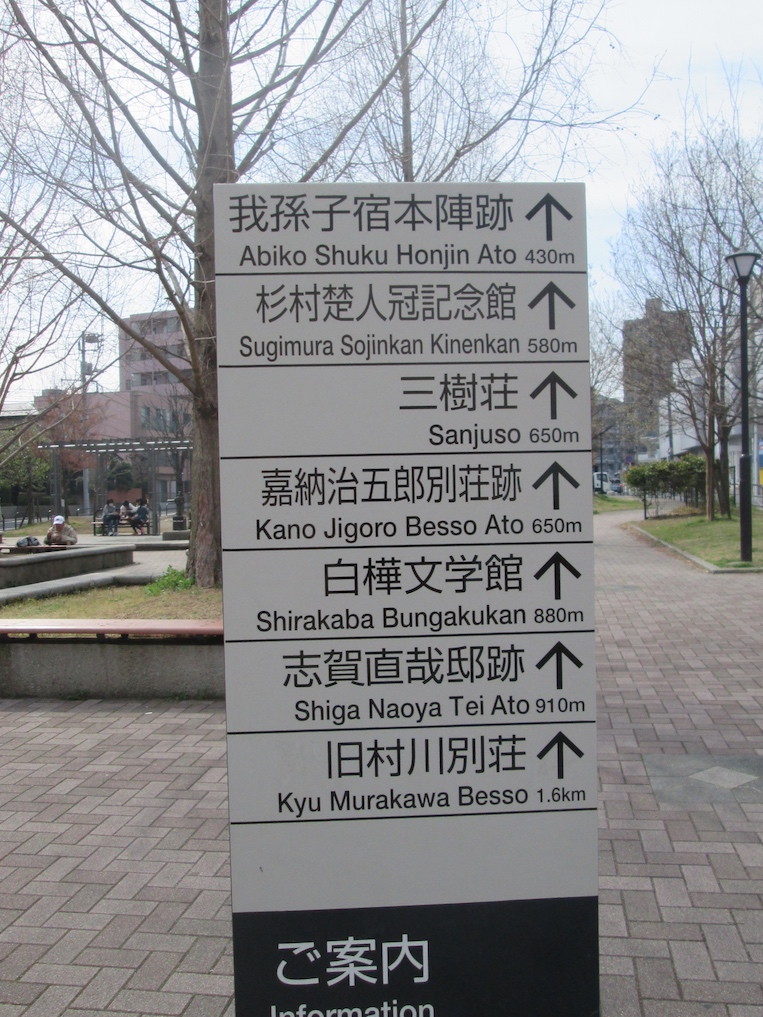 我孫子宿本陣跡 ↑
Abiko Shuku Honjin Ato 430m
杉村楚人冠記念館 ↑
Sugimura Sojinkan Kinenkan 580m
三樹荘 ↑
Sanjuso 650m
嘉納治五郎別荘跡 ↑
Kano Jigoro Besso Ato 650m
白樺文学館 ↑
Shirakaba Bungakukan 880m
志賀直哉邸跡 ↑
Shiga Naoya Tei Ato 910m
旧村川別荘 ↑
Kyu Murakawa Besso 1.6km
ご案内
Information